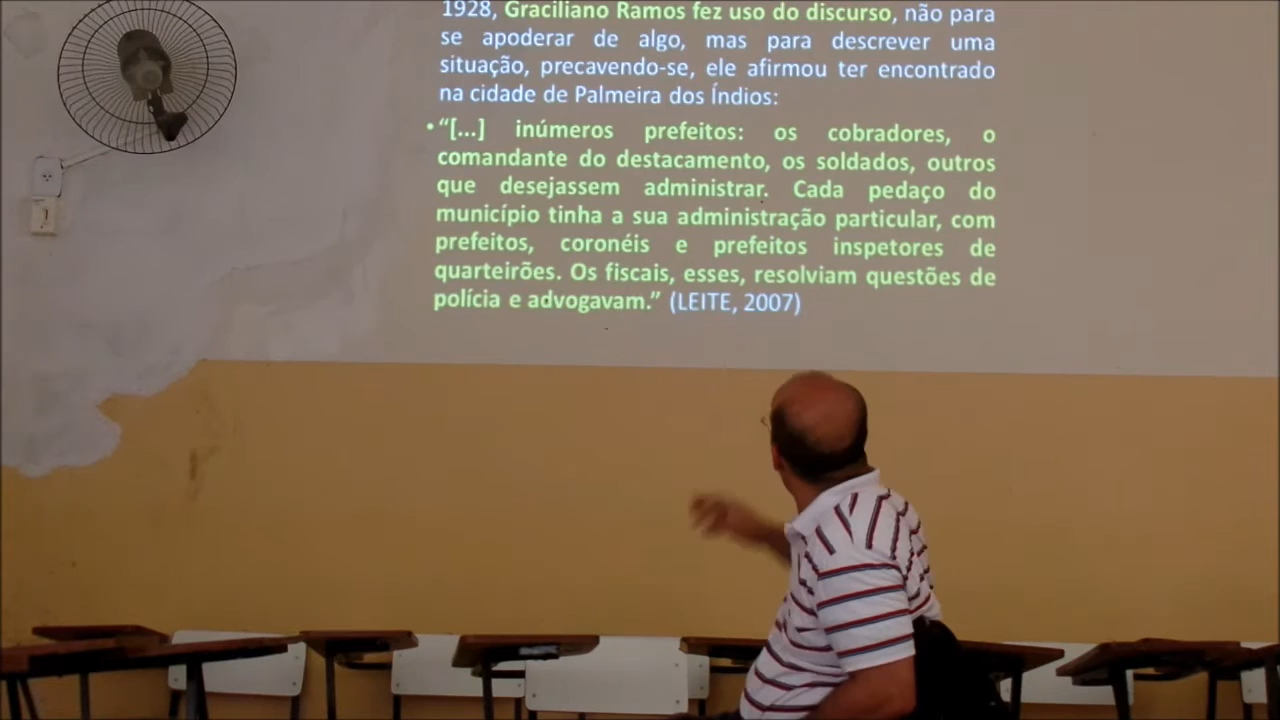 1928, Graciliano Ramos fez uso do discurso, não para
se apoderar de algo, mas para descrever uma
situação, precavendo-se, ele afirmou ter encontrado
na cidade de Palmeira dos Índios:
• “[...] inúmeros prefeitos: os cobradores, o
comandante do destacamento, os soldados, outros
que desejassem administrar. Cada pedaço do
município tinha a sua administração particular, com
prefeitos, coronéis e prefeitos inspetores de
quarteirões. Os fiscais, esses, resolviam questões de
polícia e advogavam.” (LEITE, 2007)